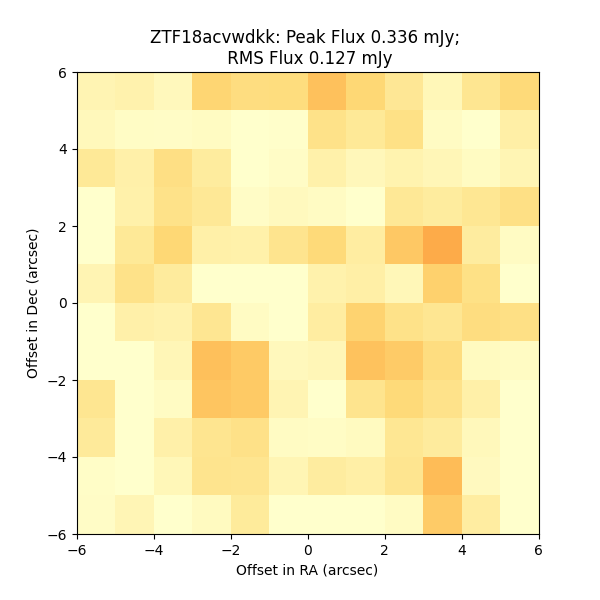 ZTF18acvwdkk: Peak Flux 0.336 mJy;
RMS Flux 0.127 mJy
6
4
2
0
−2
−4
−6
Offset in Dec (arcsec)
−6 −4 −2 0 2 4 6
Offset in RA (arcsec)